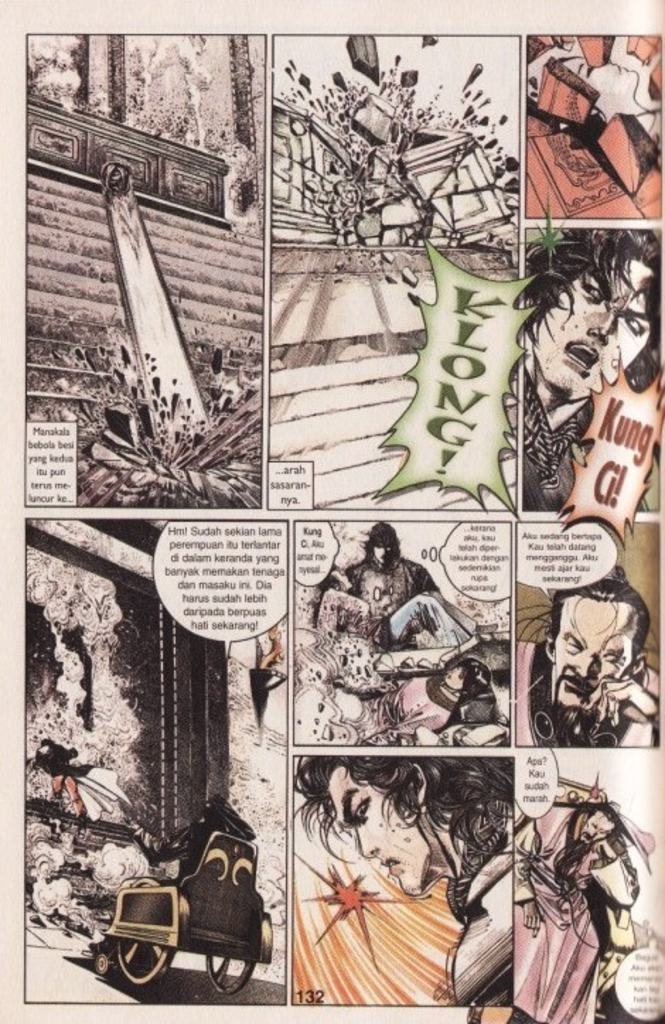 Manakala
bebola besi
yang kedua
itu pun
terus me-
luncur ke...
...arah
sasaran-
nya.
KLONG!
Kung
Ci!
Hm! Sudah sekian lama
perempuan itu terlantar
di dalam keranda yang
banyak memakan tenaga
dan masaku ini. Dia
harus sudah lebih
daripada berpuas
hati sekarang!
Kung
Ci, Aku
amat me-
nyesal...
...kerana
aku, kau
telah diper-
lakukan dengan
sedemikian
rupa
sekarang!
Aku sedang bertapa
Kau telah datang
mengganggu. Aku
mesti ajar kau
sekarang!
Apa?
Kau
sudah
marah.
Aku
hati
132